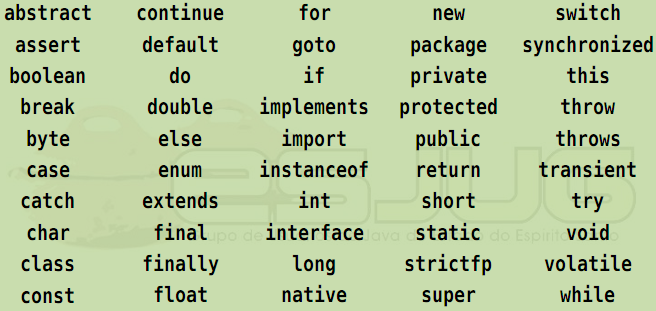 abstract continue for new switch
assert default goto package synchronized
boolean do if private this
break double implements protected throw
byte else import public throws
case enum instanceof return transient
catch extends int short try
char final interface static void
class finally long strictfp volatile
const float native super while
esJUG